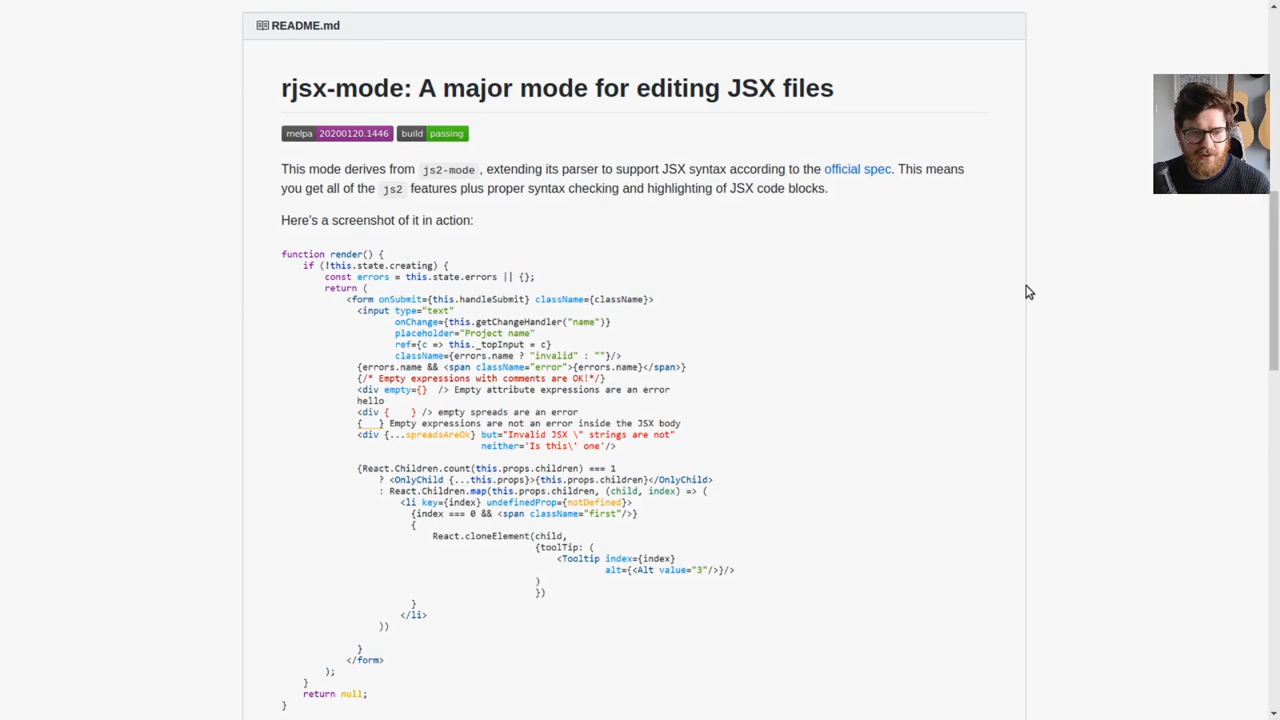 README.md
rjsx-mode: A major mode for editing JSX files
melpa 20200120.1446 build passing
This mode derives from js2-mode , extending its parser to support JSX syntax according to the official spec. This means
you get all of the js2 features plus proper syntax checking and highlighting of JSX code blocks.
Here's a screenshot of it in action:
function render() {
if (!this.state.creating) {
const errors = this.state.errors || {};
return (
<form onSubmit={this.handleSubmit} className={className}>
<input type="text"
onChange={this.getChangeHandler("name")}
placeholder="Project name"
ref={c => this._topInput = c}
className={errors.name ? "invalid" : ""}/>
{errors.name && <span className="error">{errors.name}</span>}
{/* Empty expressions with comments are OK!*/}
<div empty={} /> Empty attribute expressions are an error
hello
<div { } /> empty spreads are an error
{ } Empty expressions are not an error inside the JSX body
<div {...spreadsAreOk} but="Invalid JSX \" strings are not"
neither='Is this\' one'/>
{React.Children.count(this.props.children) === 1
? <OnlyChild {...this.props}>{this.props.children}</OnlyChild>
: React.Children.map(this.props.children, (child, index) => (
<li key={index} undefinedProp={notDefined}>
{index === 0 && <span className="first"/>}
{
React.cloneElement(child,
{toolTip: (
<Tooltip index={index}
alt={<Alt value="3"/>}/>
)
})
}
</li>
))
}
</form>
);
}
return null;
}